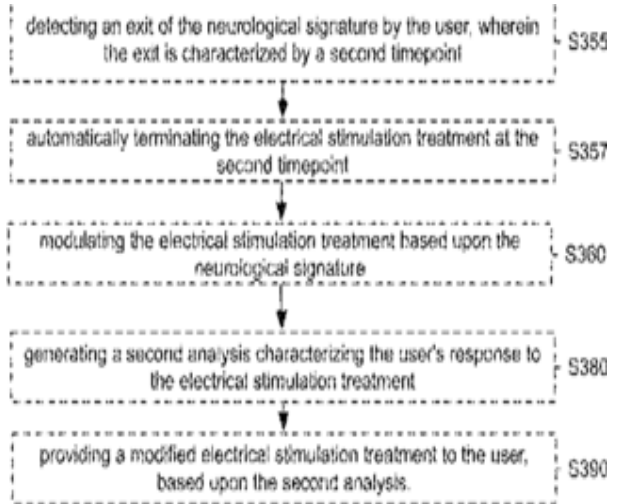 detecting an exit of the neurological signature by the user, wherein
the exit is characterized by a second timepoint
S355
automatically terminating the electrical stimulation treatment at the
second timepoint
S357
modulating the electrical stimulation treatment based upon the
neurological signature
S360
generating a second analysis characterizing the user's response to
the electrical stimulation treatment
S380
providing a modified electrical stimulation treatment to the user,
based upon the second analysis.
S390